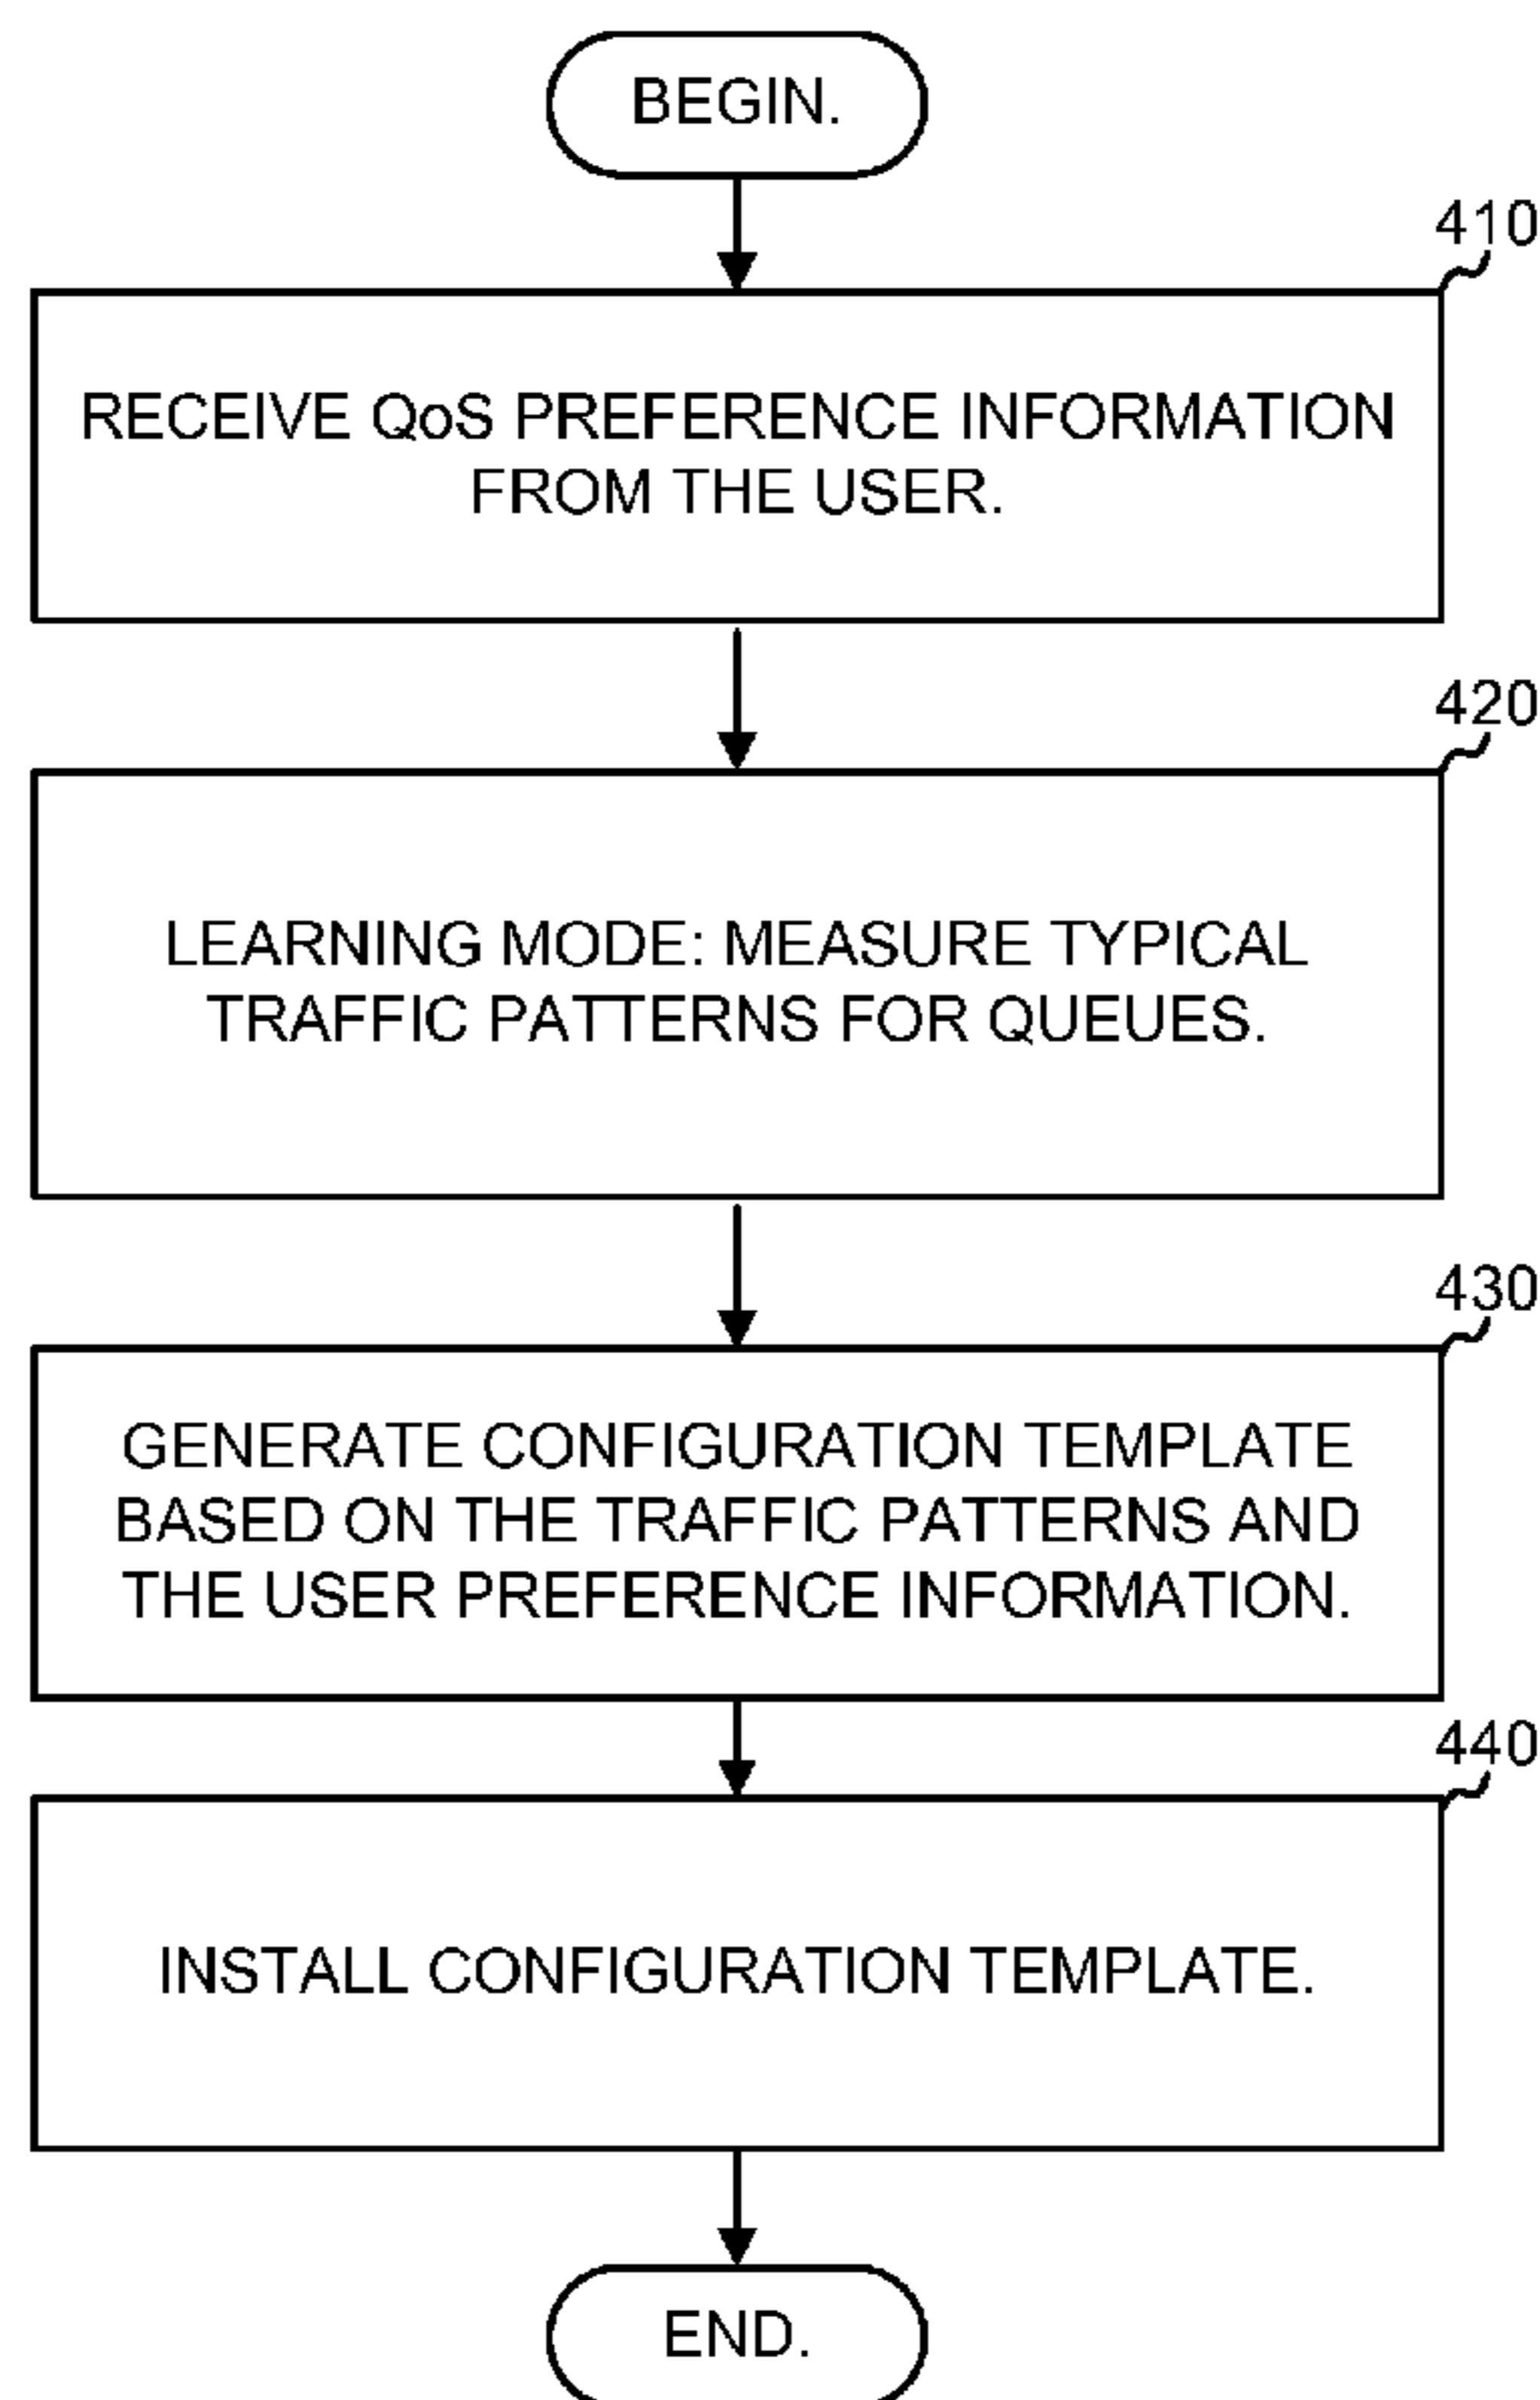 BEGIN.
410
RECEIVE QoS PREFERENCE INFORMATION
FROM THE USER.
420
LEARNING MODE: MEASURE TYPICAL
TRAFFIC PATTERNS FOR QUEUES.
430
GENERATE CONFIGURATION TEMPLATE
BASED ON THE TRAFFIC PATTERNS AND
THE USER PREFERENCE INFORMATION.
440
INSTALL CONFIGURATION TEMPLATE.
END.